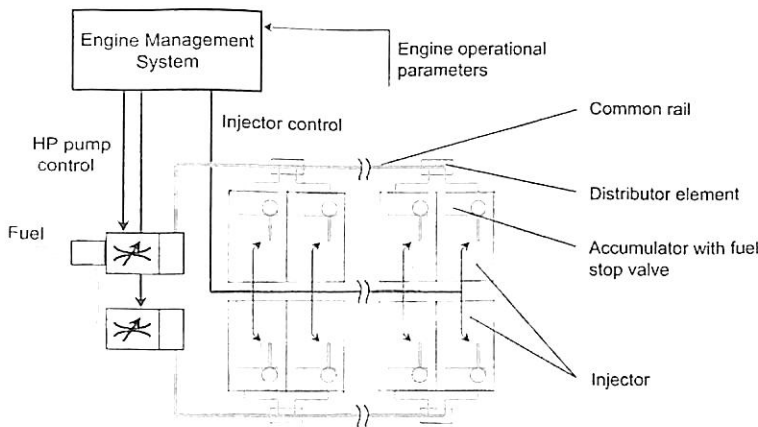 Engine Management
System
Engine operational
parameters
Common rail
Injector control
HP pump
control
Distributor element
Fuel
Accumulator with fuel
stop valve
Injector